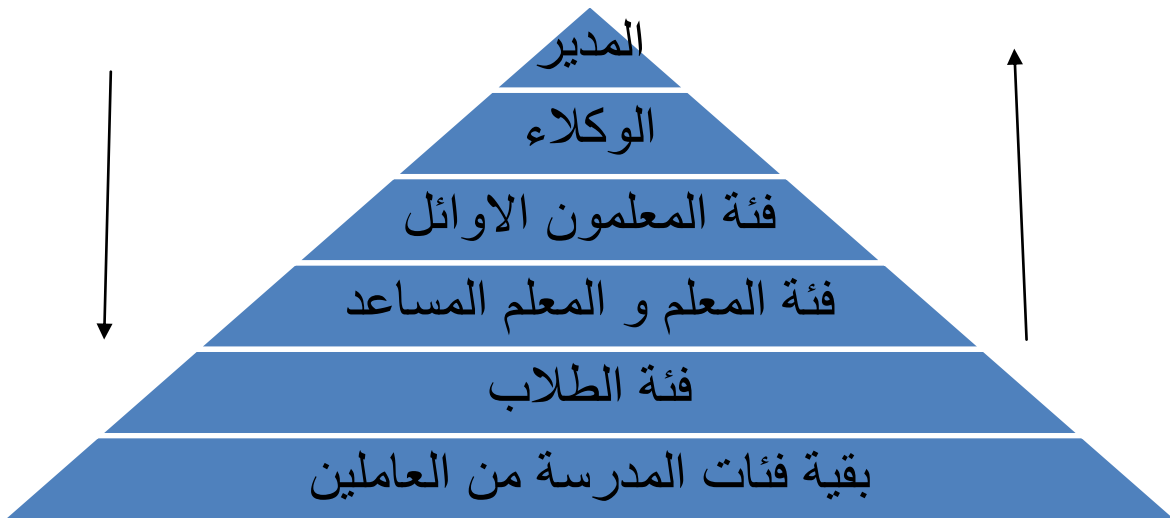 المدير
الوكلاء
فئة المعلمون الاوائل
فئة المعلم و المعلم المساعد
فئة الطلاب
بقية فئات المدرسة من العاملين